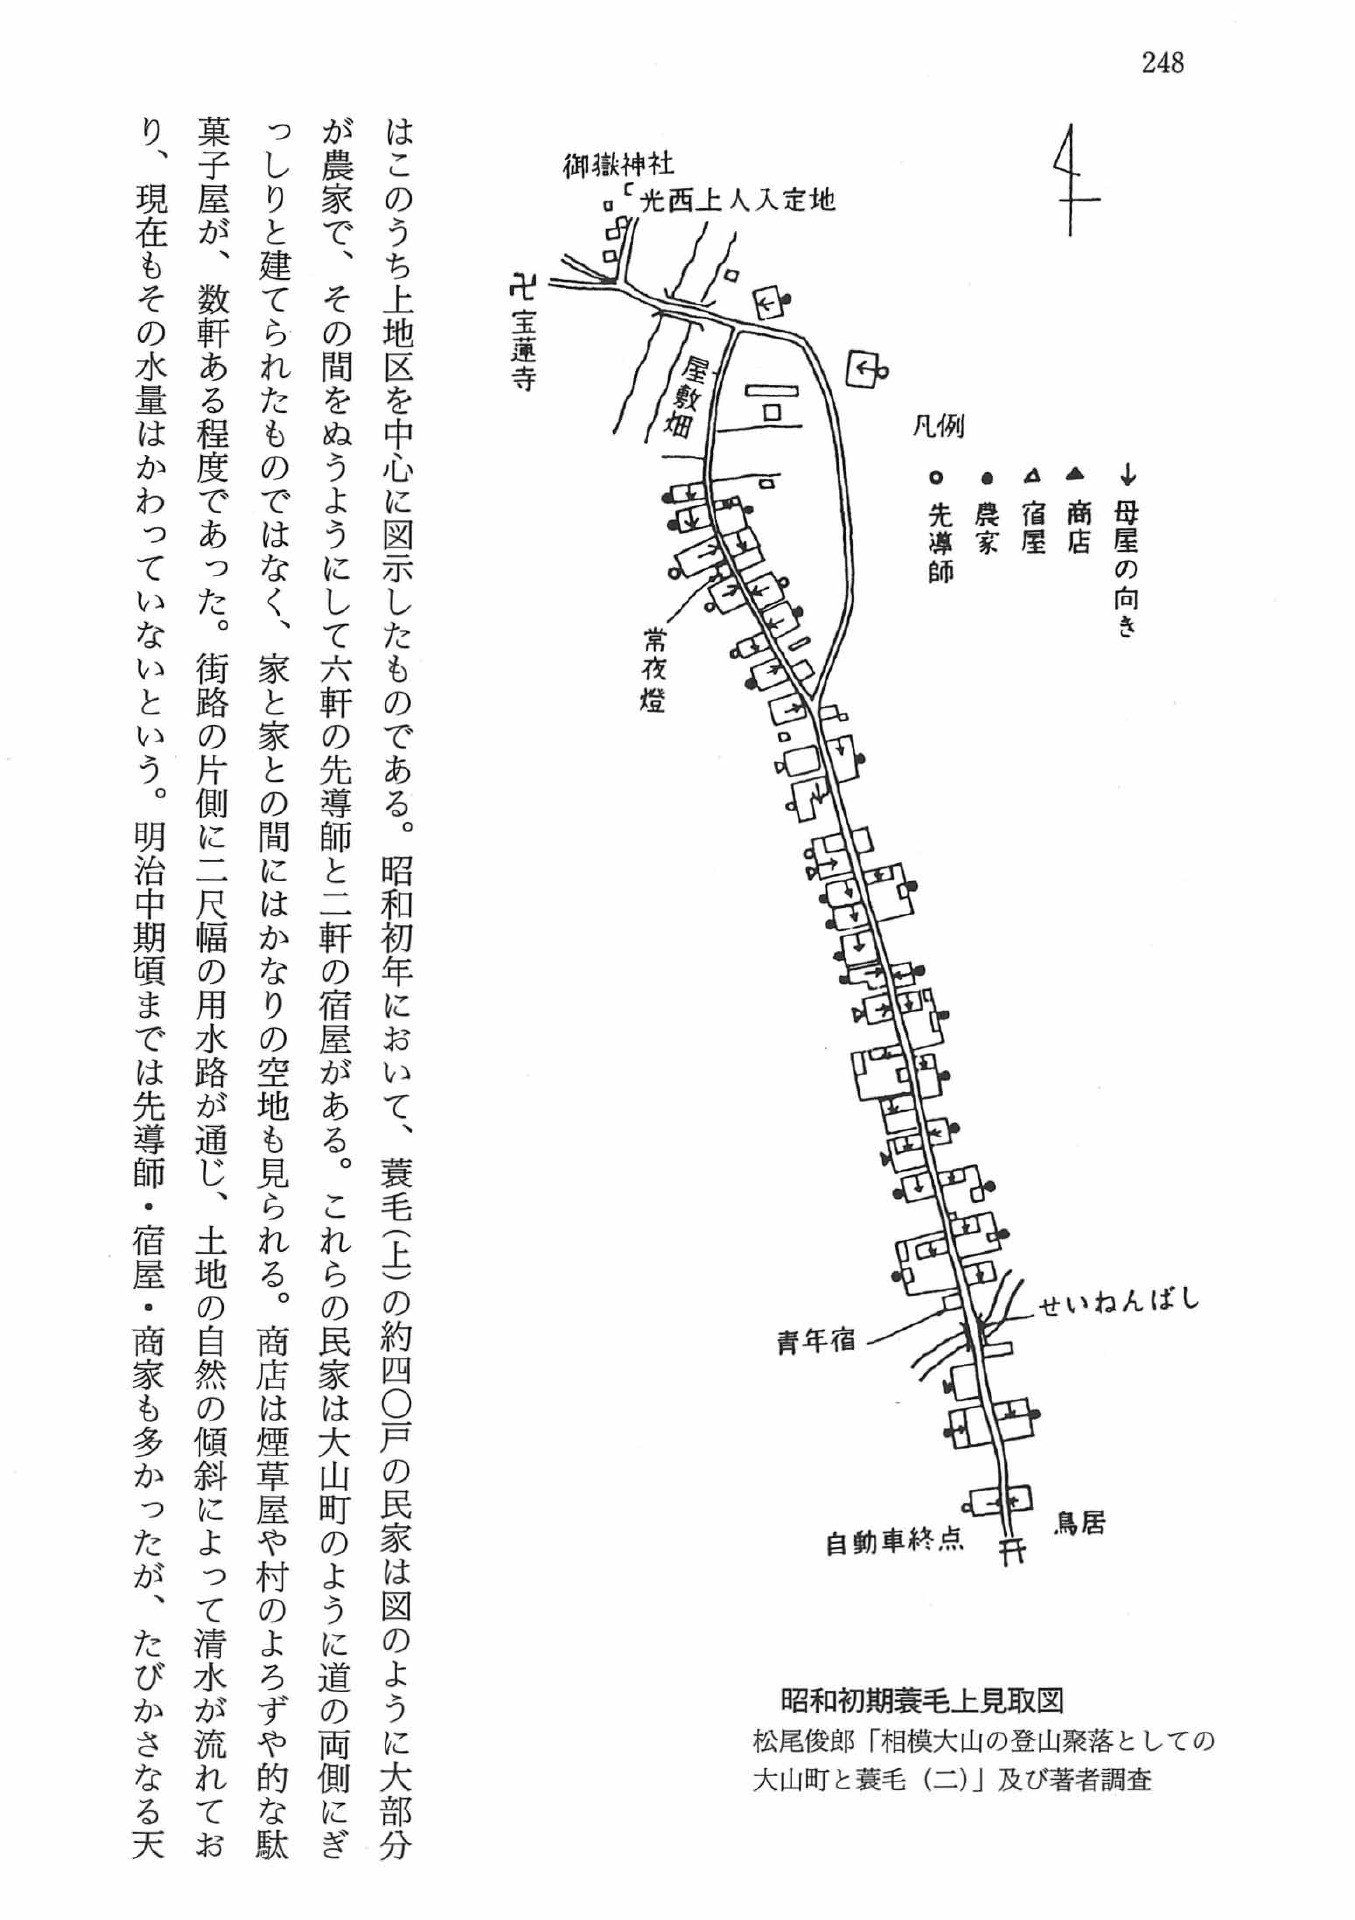 248
御嶽神社
光西上人入定地
卍宝蓮寺
屋敷畑
凡例
↓母屋の向き
▲商店
△宿屋
●農家
○先導師
常夜燈
せいねんばし
青年宿
鳥居
自動車終点
昭和初期蓑毛上見取図
松尾俊郎「相模大山の登山聚落としての
大山町と蓑毛（二）」及び著者調査
はこのうち上地区を中心に図示したものである。昭和初年において、蓑毛（上）の約四〇戸の民家は図のように大部分
が農家で、その間をぬうようにして六軒の先導師と二軒の宿屋がある。これらの民家は大山町のように道の両側にぎ
っしりと建てられたものではなく、家と家との間にはかなりの空地も見られる。商店は煙草屋や村のよろずや的な駄
菓子屋が、数軒ある程度であった。街路の片側に二尺幅の用水路が通じ、土地の自然の傾斜によって清水が流れてお
り、現在もその水量はかわっていないという。明治中期頃までは先導師・宿屋・商家も多かったが、たびかさなる天